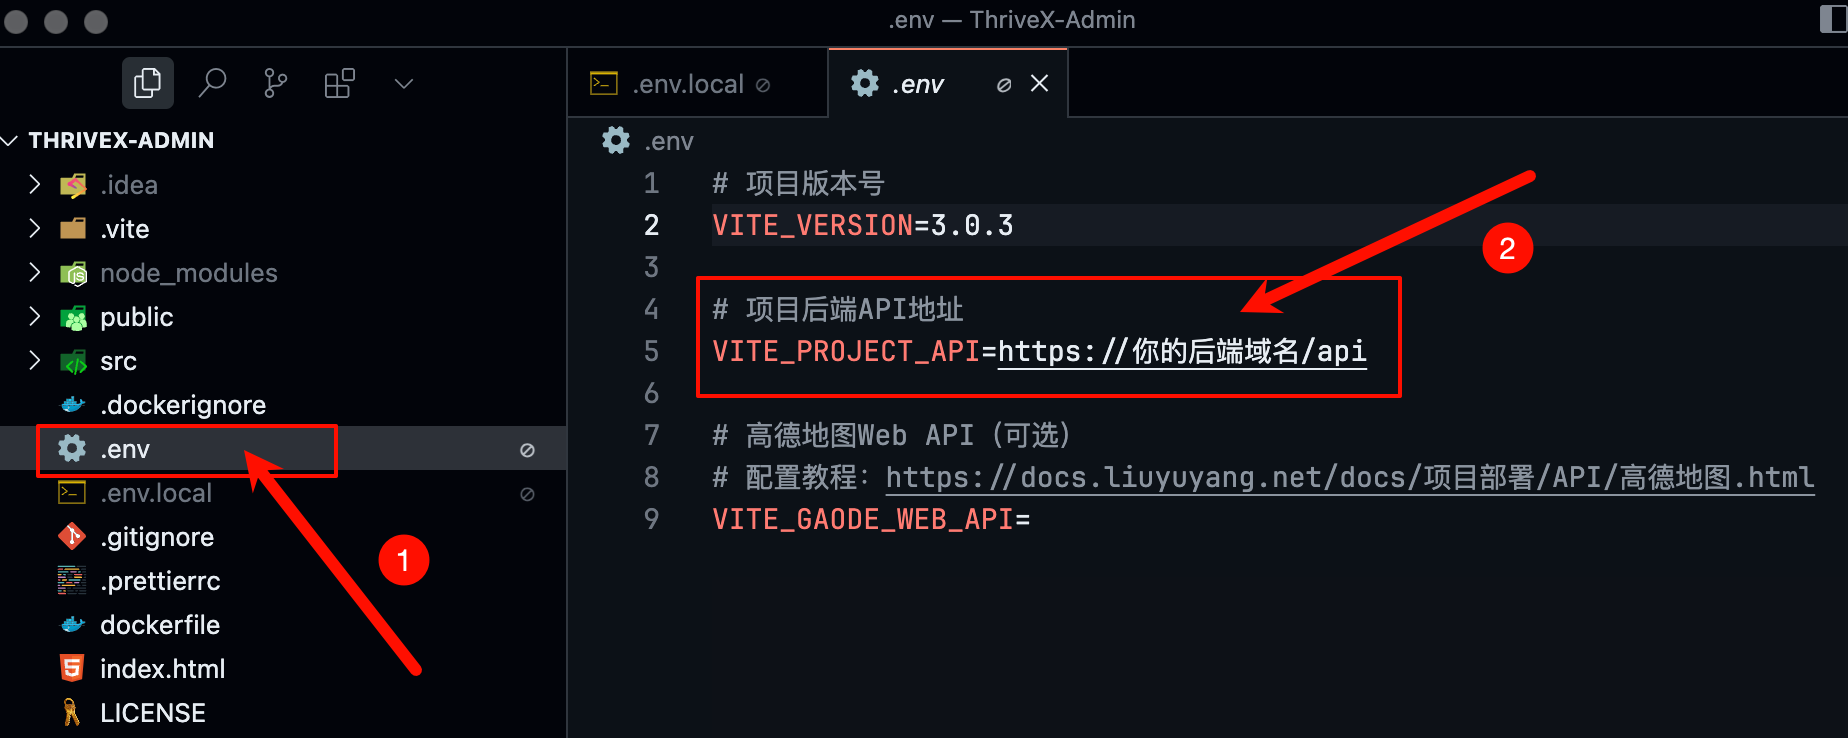 .env — ThriveX-Admin
.env.local
.env
THRIVEX-ADMIN
.idea
.vite
node_modules
public
src
.dockerignore
.env
.env.local
.gitignore
.prettierrc
dockerfile
index.html
LICENSE
1
.env
1 # 项目版本号
2 VITE_VERSION=3.0.3
3
4 # 项目后端API地址
5 VITE_PROJECT_API=https://你的后端域名/api
6
7 # 高德地图Web API（可选）
8 # 配置教程：https://docs.liuyuyang.net/docs/项目部署/API/高德地图.html
9 VITE_GAODE_WEB_API=
2